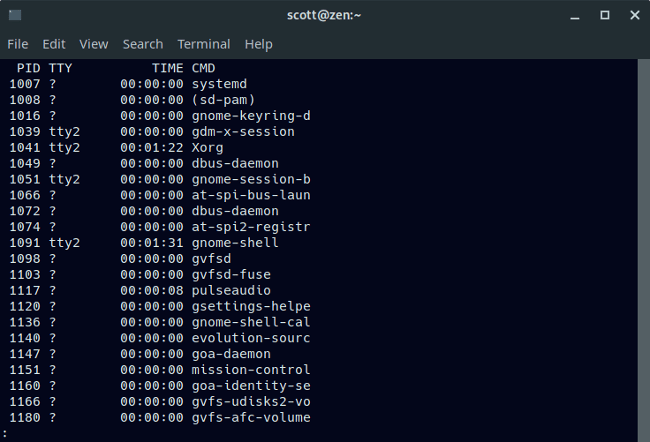 scott@zen:~
File Edit View Search Terminal Help
PID TTY TIME CMD
1007 ? 00:00:00 systemd
1008 ? 00:00:00 (sd-pam)
1016 ? 00:00:00 gnome-keyring-d
1039 tty2 00:00:00 gdm-x-session
1041 tty2 00:01:22 Xorg
1049 ? 00:00:00 dbus-daemon
1051 tty2 00:00:00 gnome-session-b
1066 ? 00:00:00 at-spi-bus-laun
1072 ? 00:00:00 dbus-daemon
1074 ? 00:00:00 at-spi2-registr
1091 tty2 00:01:31 gnome-shell
1098 ? 00:00:00 gvfsd
1103 ? 00:00:00 gvfsd-fuse
1117 ? 00:00:08 pulseaudio
1120 ? 00:00:00 gsettings-helpe
1136 ? 00:00:00 gnome-shell-cal
1140 ? 00:00:00 evolution-sourc
1147 ? 00:00:00 goa-daemon
1151 ? 00:00:00 mission-control
1160 ? 00:00:00 goa-identity-se
1166 ? 00:00:00 gvfs-udisks2-vo
1180 ? 00:00:00 gvfs-afc-volume
: